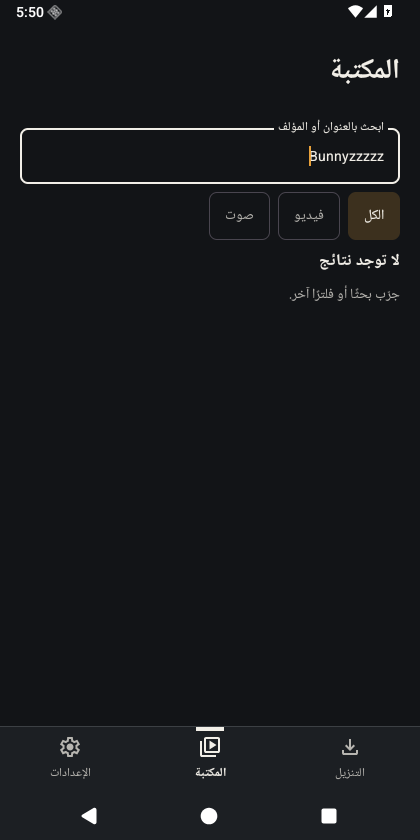 5:50
المكتبة
ابحث بالعنوان أو المؤلف
Bunnyzzzzz
الكل
فيديو
صوت
لا توجد نتائج
جرّب بحثًا أو فلترًا آخر.
التنزيل
المكتبة
الإعدادات